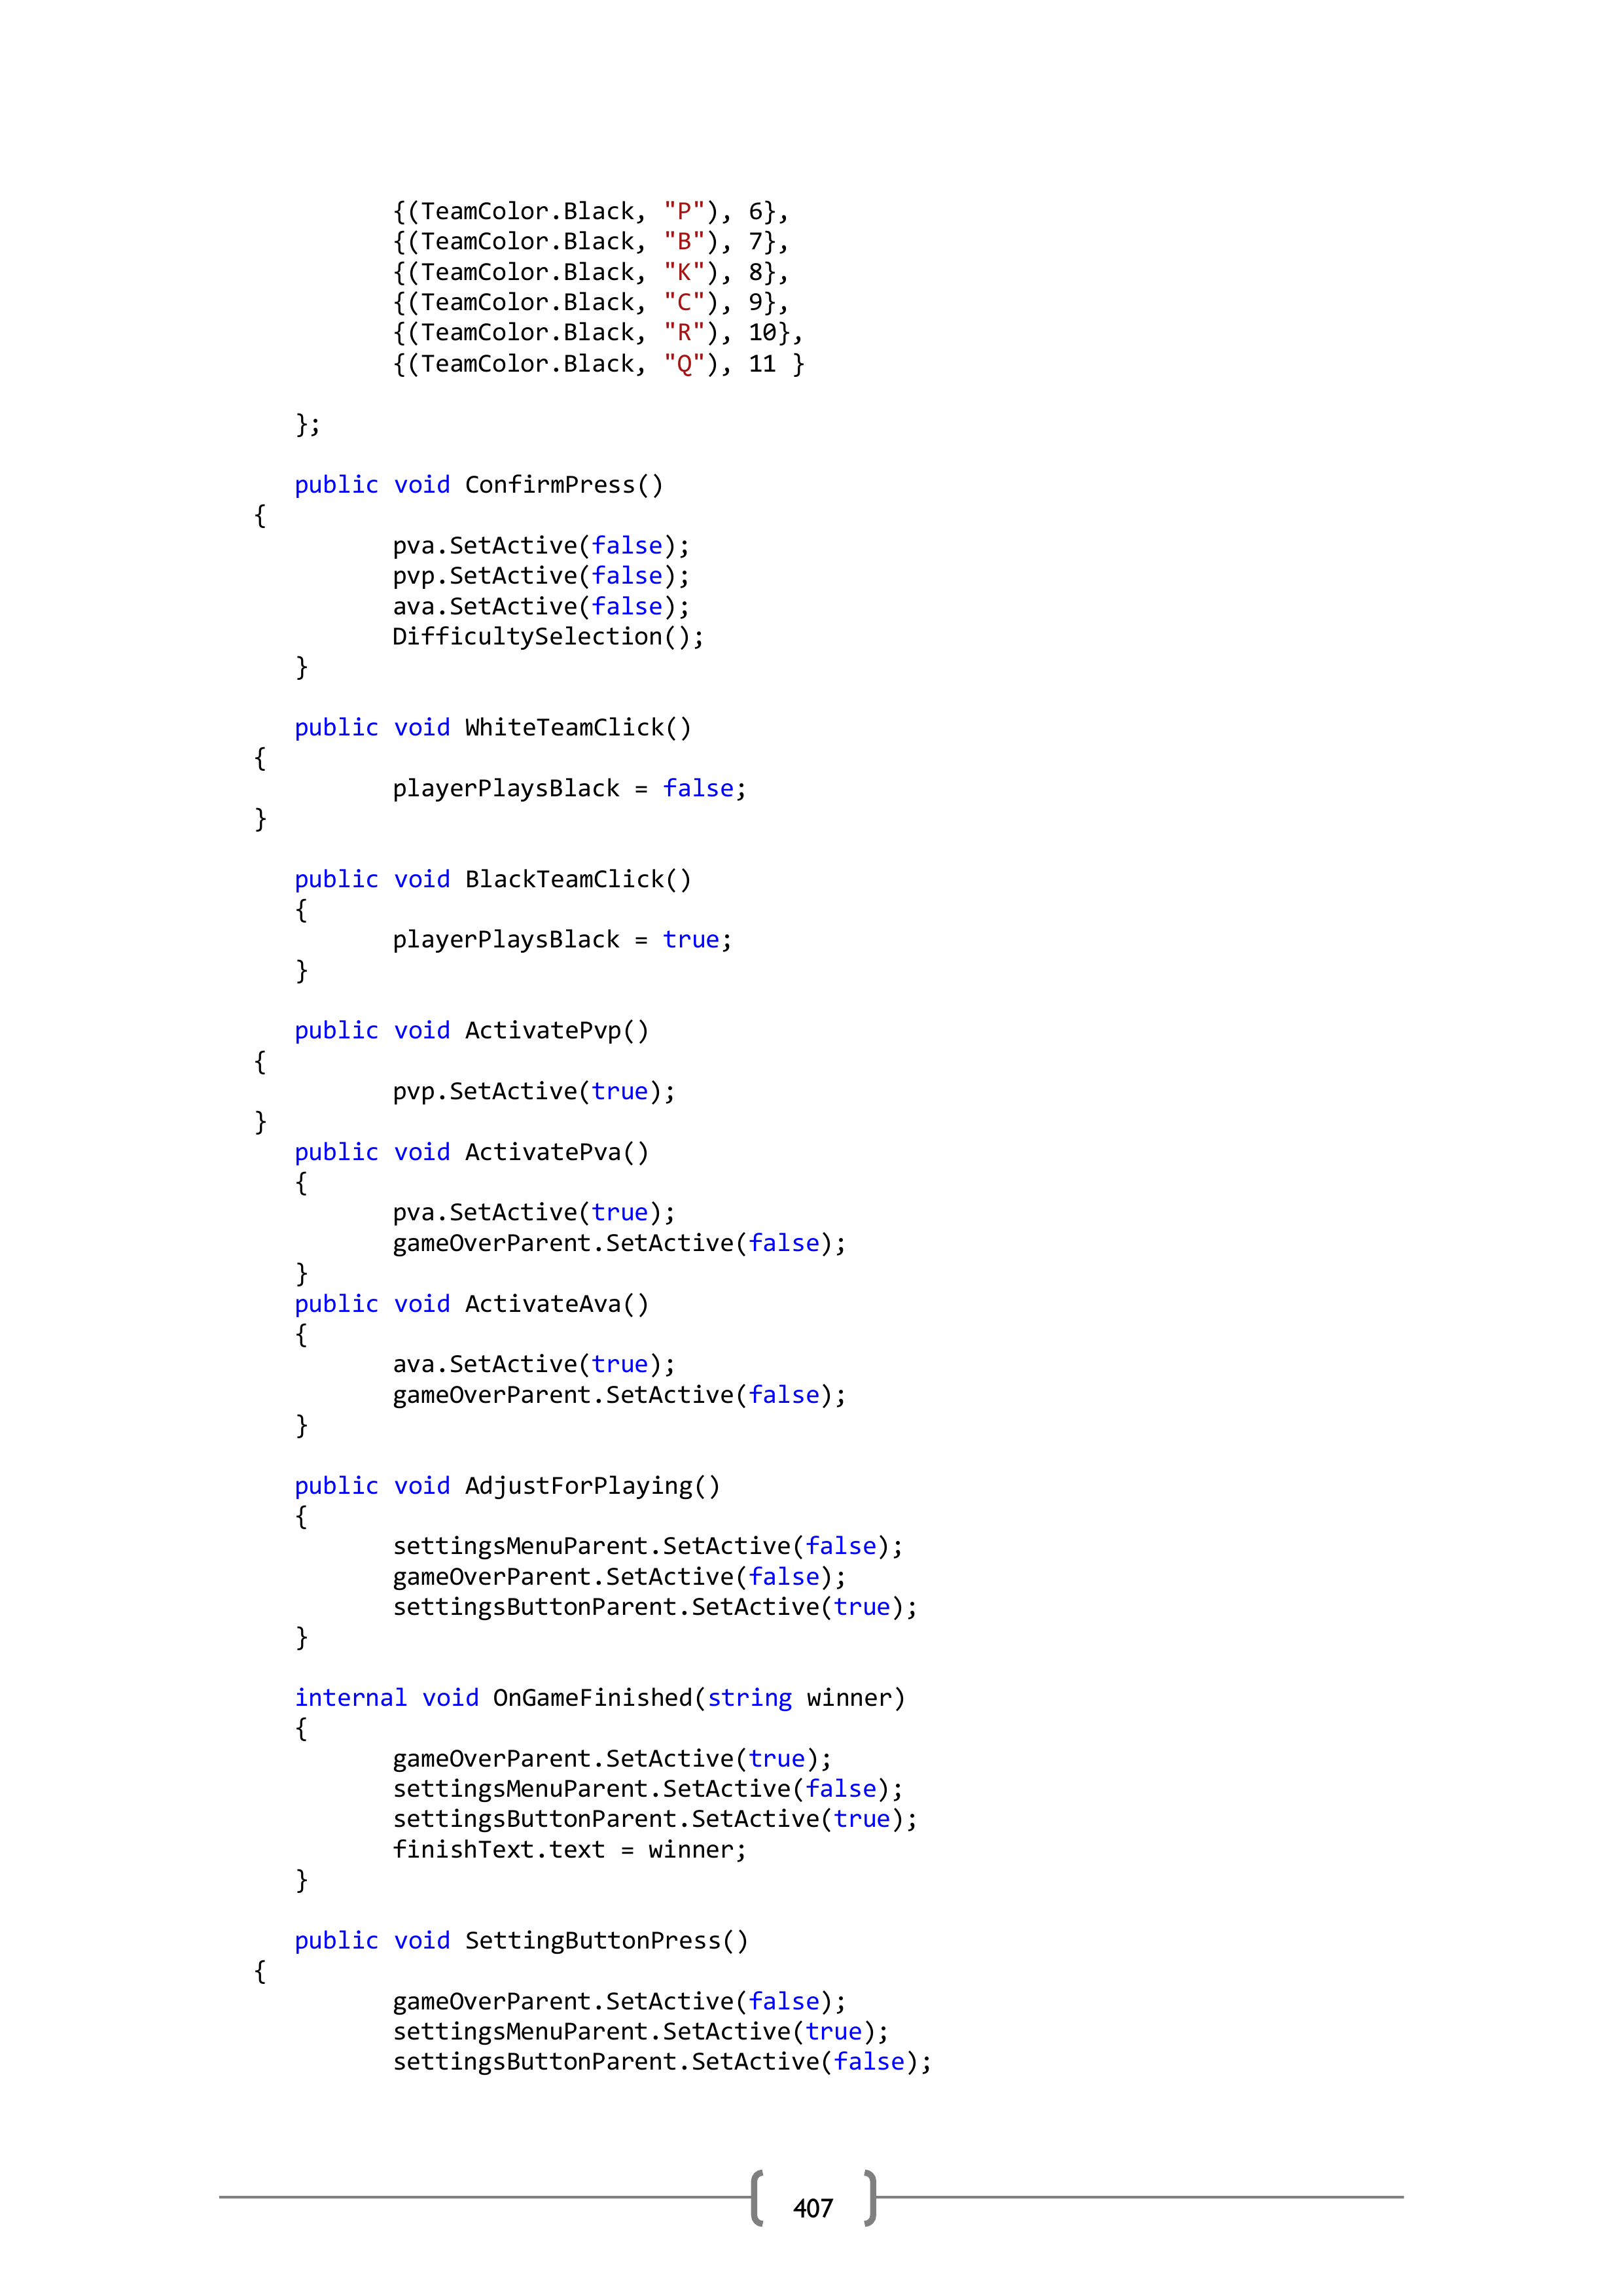 {(TeamColor.Black, "P"), 6},
{(TeamColor.Black, "B"), 7},
{(TeamColor.Black, "K"), 8},
{(TeamColor.Black, "C"), 9},
{(TeamColor.Black, "R"), 10},
{(TeamColor.Black, "Q"), 11 }
};
public void ConfirmPress()
{
pva.SetActive(false);
pvp.SetActive(false);
ava.SetActive(false);
DifficultySelection();
}
public void WhiteTeamClick()
{
playerPlaysBlack = false;
}
public void BlackTeamClick()
{
playerPlaysBlack = true;
}
public void ActivatePvp()
{
pvp.SetActive(true);
}
public void ActivatePva()
{
pva.SetActive(true);
gameOverParent.SetActive(false);
}
public void ActivateAva()
{
ava.SetActive(true);
gameOverParent.SetActive(false);
}
public void AdjustForPlaying()
{
settingsMenuParent.SetActive(false);
gameOverParent.SetActive(false);
settingsButtonParent.SetActive(true);
}
internal void OnGameFinished(string winner)
{
gameOverParent.SetActive(true);
settingsMenuParent.SetActive(false);
settingsButtonParent.SetActive(true);
finishText.text = winner;
}
public void SettingButtonPress()
{
gameOverParent.SetActive(false);
settingsMenuParent.SetActive(true);
settingsButtonParent.SetActive(false);
407